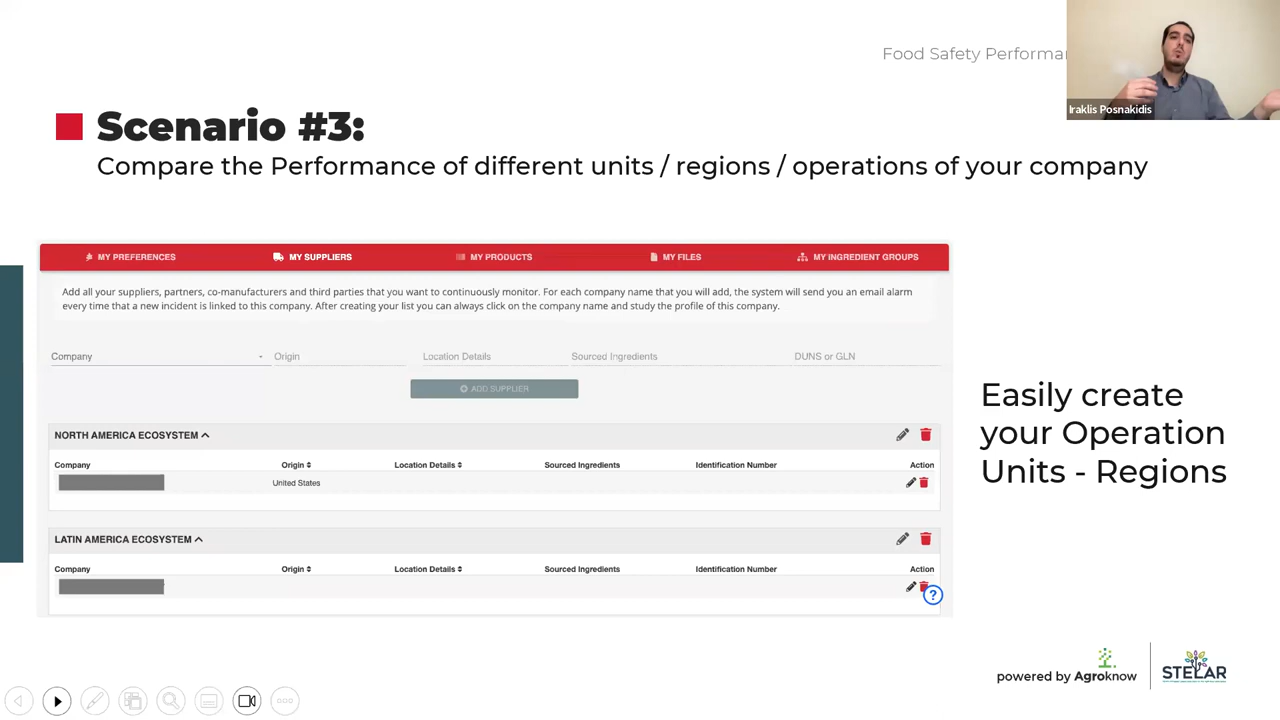 Food Safety Performa
Iraklis Posnakidis
Scenario #3:
Compare the Performance of different units / regions / operations of your company
MY PREFERENCES MY SUPPLIERS MY PRODUCTS MY FILES MY INGREDIENT GROUPS
Add all your suppliers, partners, co-manufacturers and third parties that you want to continuously monitor. For each company name that you will add, the system will send you an email alarm
every time that a new incident is linked to this company. After creating your list you can always click on the company name and study the profile of this company.
Company Origin Location Details Sourced Ingredients DUNS or GLN
ADD SUPPLIER
NORTH AMERICA ECOSYSTEM
Company Origin Location Details Sourced Ingredients Identification Number Action
United States
LATIN AMERICA ECOSYSTEM
Company Origin Location Details Sourced Ingredients Identification Number Action
?
Easily create
your Operation
Units - Regions
powered by Agroknow
STELAR